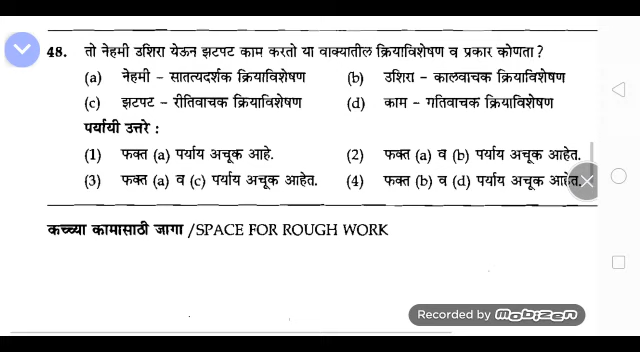 48. तो नेहमी उशिरा येऊन झटपट काम करतो या वाक्यातील क्रियाविशेषण व प्रकार कोणता ?
(a) नेहमी – सातत्यदर्शक क्रियाविशेषण (b) उशिरा – कालवाचक क्रियाविशेषण
(c) झटपट – रीतिवाचक क्रियाविशेषण (d) काम – गतिवाचक क्रियाविशेषण
पर्यायी उत्तरे :
(1) फक्त (a) पर्याय अचूक आहे. (2) फक्त (a) व (b) पर्याय अचूक आहेत.
(3) फक्त (a) व (c) पर्याय अचूक आहेत. (4) फक्त (b) व (d) पर्याय अचूक आहेत.
कच्च्या कामासाठी जागा /SPACE FOR ROUGH WORK
Recorded by MOBIZEN